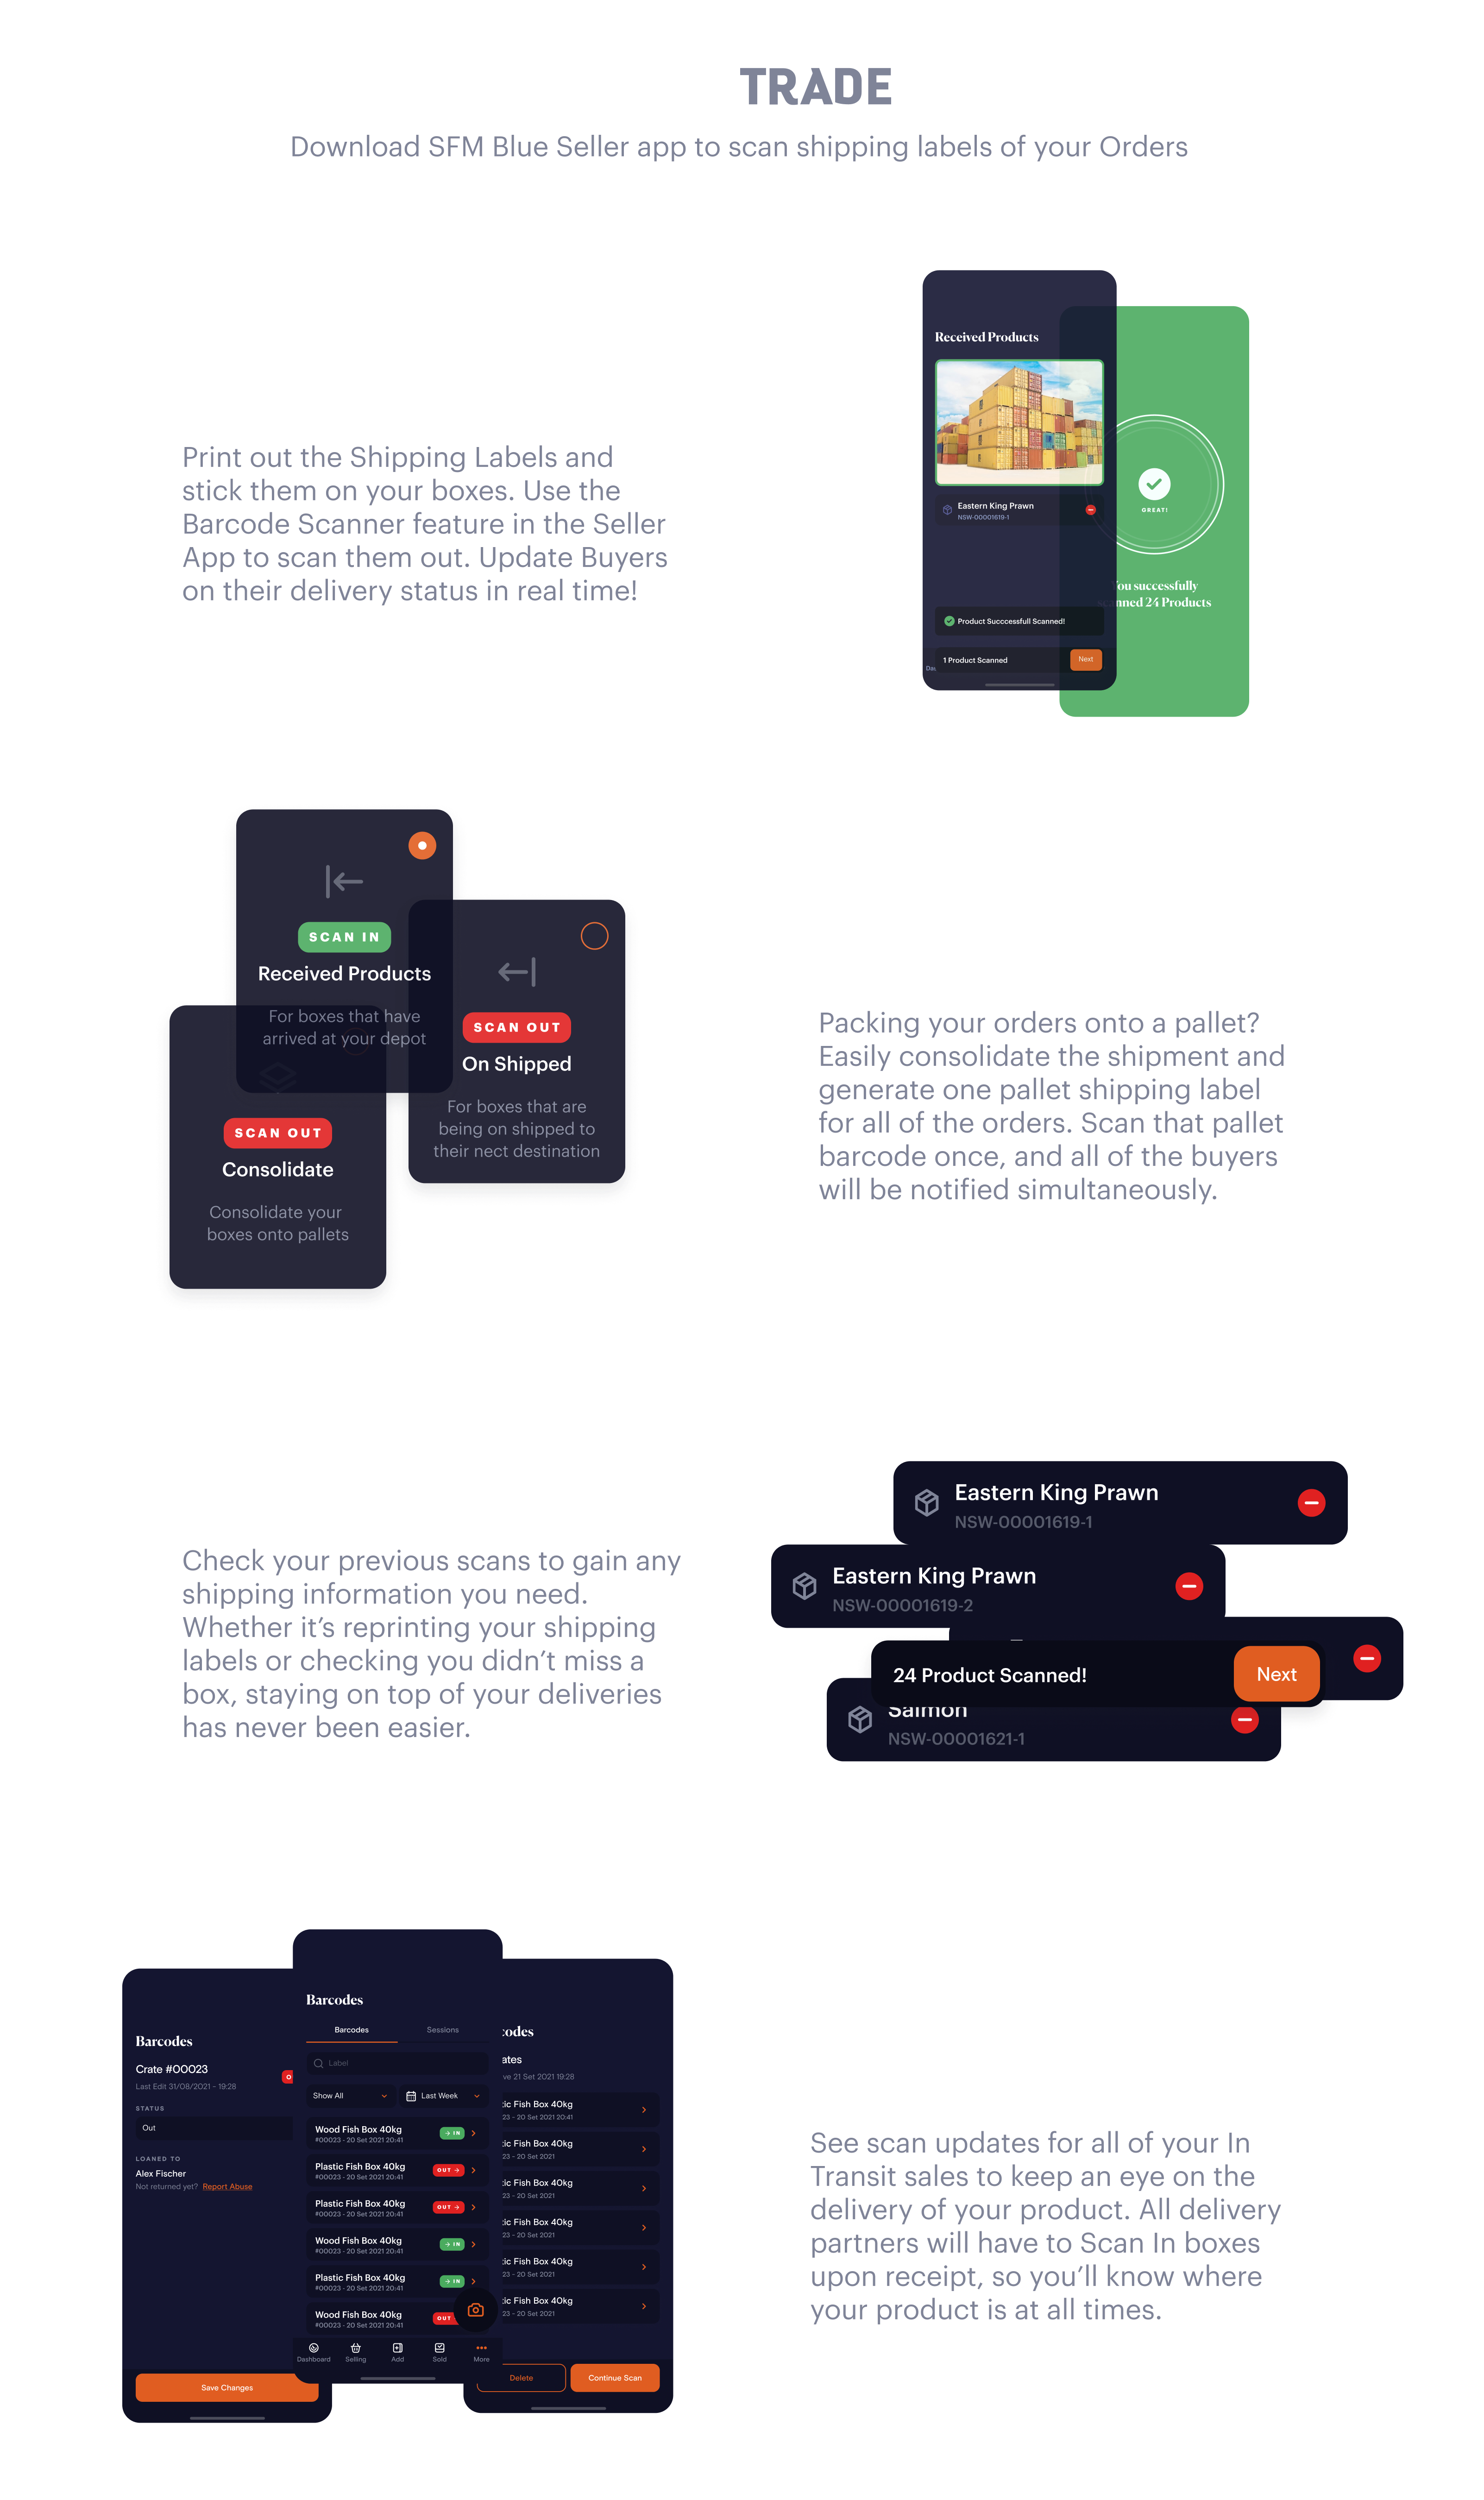 TRADE
Download SFM Blue Seller app to scan shipping labels of your Orders
Print out the Shipping Labels and
stick them on your boxes. Use the
Barcode Scanner feature in the Seller
App to scan them out. Update Buyers
on their delivery status in real time!
Received Products
Eastern King Prawn
NSW-00001619-1
Product Succcessfull Scanned!
1 Product Scanned
Next
GREAT!
You successfully
scanned 24 Products
SCAN IN
Received Products
For boxes that have
arrived at your depot
SCAN OUT
On Shipped
For boxes that are
being on shipped to
their nect destination
SCAN OUT
Consolidate
Consolidate your
boxes onto pallets
Packing your orders onto a pallet?
Easily consolidate the shipment and
generate one pallet shipping label
for all of the orders. Scan that pallet
barcode once, and all of the buyers
will be notified simultaneously.
Check your previous scans to gain any
shipping information you need.
Whether it’s reprinting your shipping
labels or checking you didn’t miss a
box, staying on top of your deliveries
has never been easier.
Eastern King Prawn
NSW-00001619-1
Eastern King Prawn
NSW-00001619-2
24 Product Scanned!
Next
Salmon
NSW-00001621-1
Barcodes
Crate #00023
Last Edit 31/08/2021 - 19:28
STATUS
Out
LOANED TO
Alex Fischer
Not returned yet? Report Abuse
Save Changes
Barcodes
Barcodes Sessions
Label
Show All Last Week
Wood Fish Box 40kg
#00023 - 20 Set 2021 20:41
IN
Plastic Fish Box 40kg
#00023 - 20 Set 2021 20:41
OUT
Plastic Fish Box 40kg
#00023 - 20 Set 2021 20:41
OUT
Wood Fish Box 40kg
#00023 - 20 Set 2021 20:41
IN
Plastic Fish Box 40kg
#00023 - 20 Set 2021 20:41
IN
Wood Fish Box 40kg
#00023 - 20 Set 2021 20:41
OUT
Dashboard Selling Add Sold More
codes
ates
ve 21 Set 2021 19:28
tic Fish Box 40kg
23 - 20 Set 2021 20:41
tic Fish Box 40kg
23 - 20 Set 2021
tic Fish Box 40kg
23 - 20 Set 2021
tic Fish Box 40kg
23 - 20 Set 2021
tic Fish Box 40kg
23 - 20 Set 2021
tic Fish Box 40kg
23 - 20 Set 2021
Delete Continue Scan
See scan updates for all of your In
Transit sales to keep an eye on the
delivery of your product. All delivery
partners will have to Scan In boxes
upon receipt, so you’ll know where
your product is at all times.